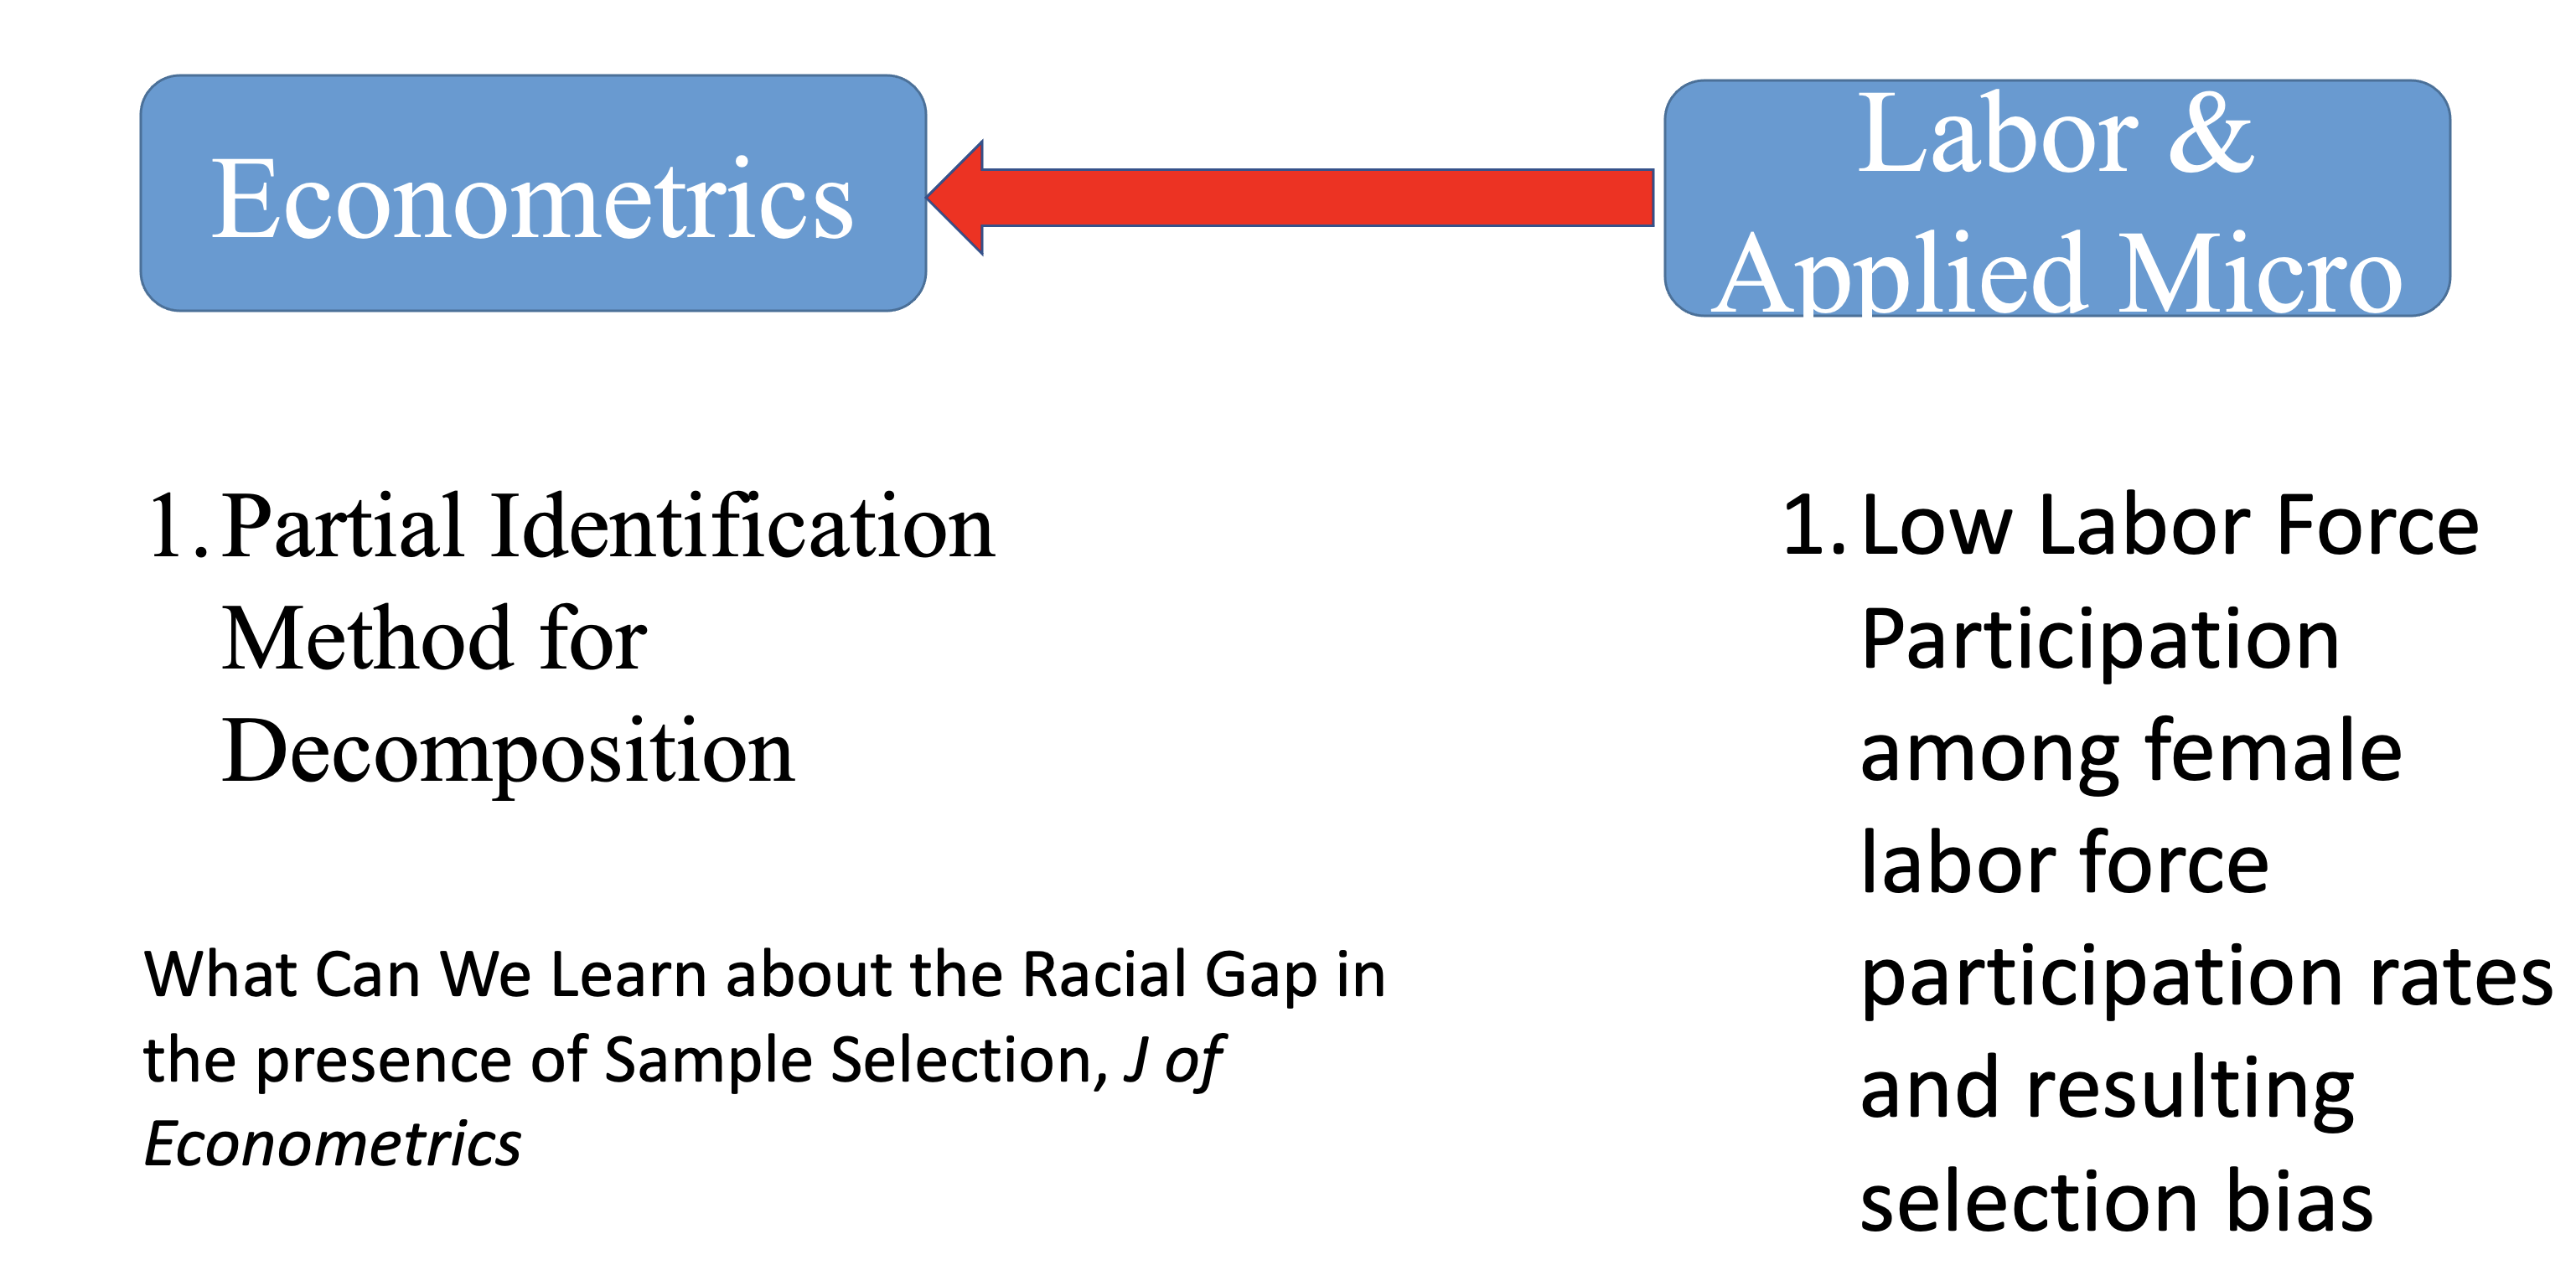 Econometrics
Labor &
Applied Micro
1. Partial Identification
Method for
Decomposition
What Can We Learn about the Racial Gap in
the presence of Sample Selection, J of
Econometrics
1. Low Labor Force
Participation
among female
labor force
participation rates
and resulting
selection bias